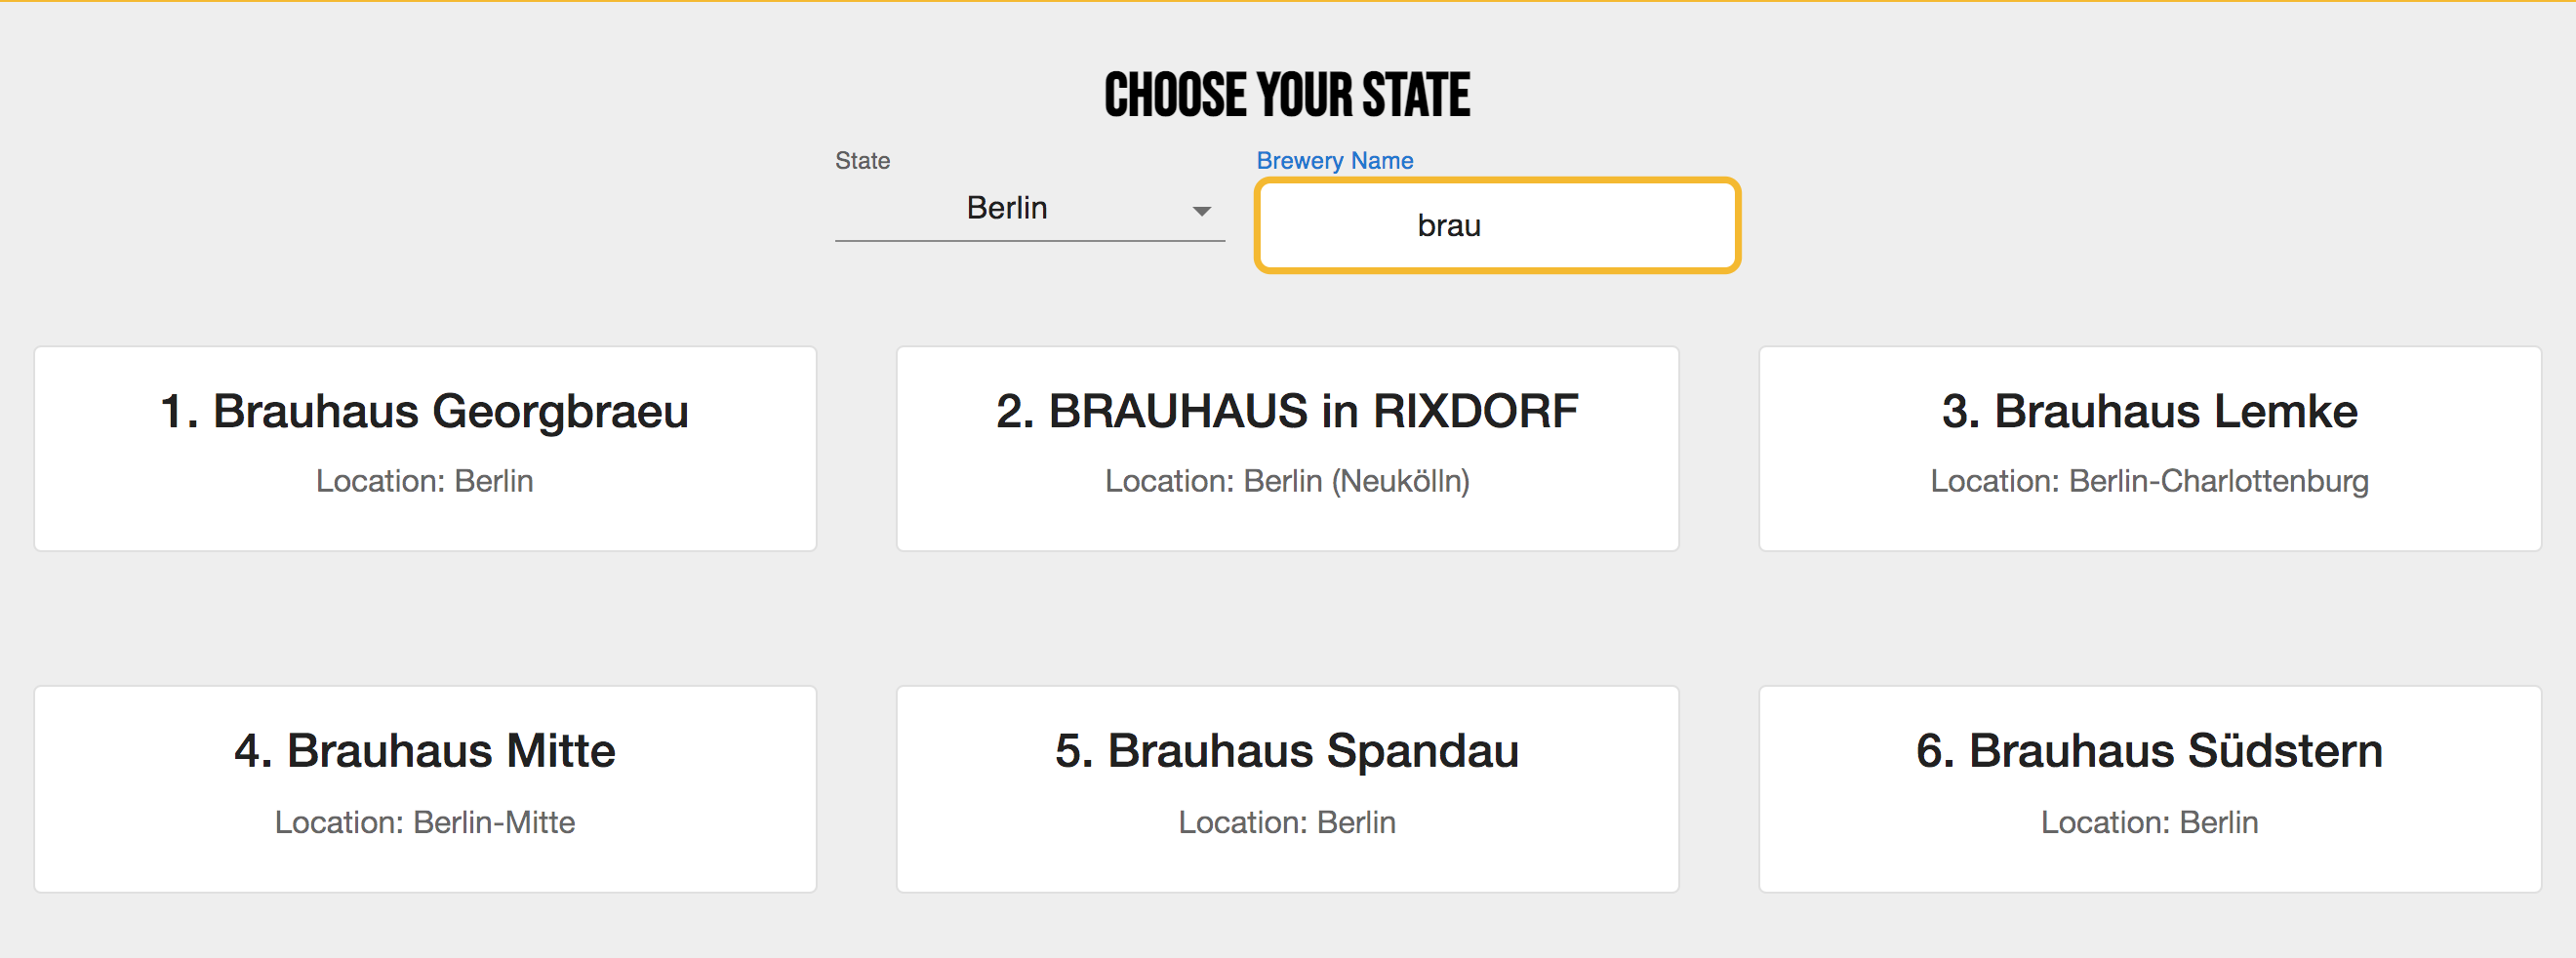 CHOOSE YOUR STATE
State
Brewery Name
Berlin
brau
1. Brauhaus Georgbraeu
Location: Berlin
2. BRAUHAUS in RIXDORF
Location: Berlin (Neukölln)
3. Brauhaus Lemke
Location: Berlin-Charlottenburg
4. Brauhaus Mitte
Location: Berlin-Mitte
5. Brauhaus Spandau
Location: Berlin
6. Brauhaus Südstern
Location: Berlin